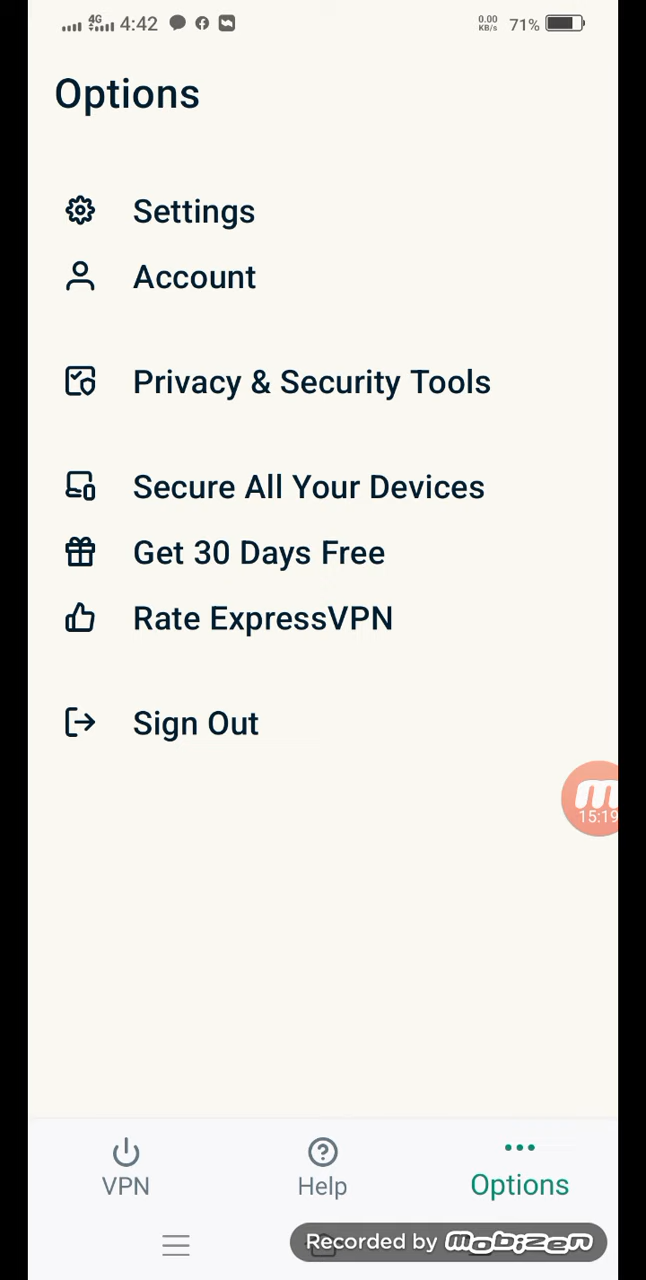 4G 4:42 0.00 KB/s 71%
Options
Settings
Account
Privacy & Security Tools
Secure All Your Devices
Get 30 Days Free
Rate ExpressVPN
Sign Out
m
15:19
VPN Help Options
Recorded by mobizen